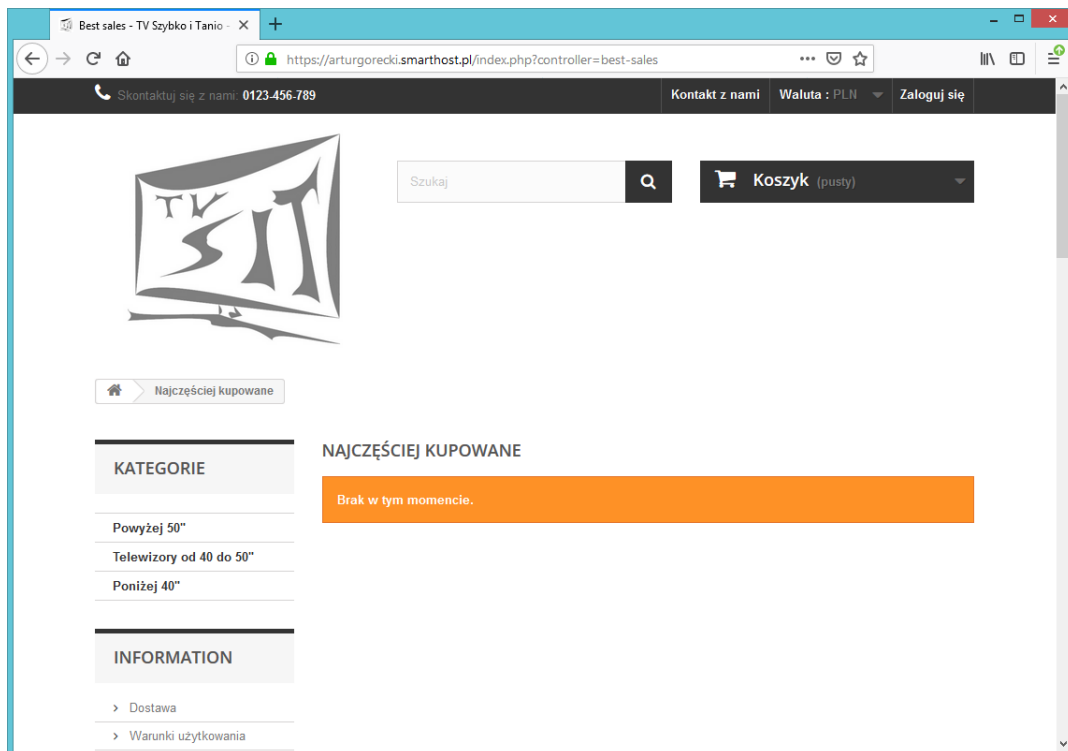 Best sales - TV Szybko i Tanio -
https://arturgorecki.smarthost.pl/index.php?controller=best-sales
Skontaktuj się z nami: 0123-456-789
Kontakt z nami
Waluta : PLN
Zaloguj się
TV
SIT
Szukaj
Koszyk (pusty)
Najczęściej kupowane
KATEGORIE
Powyżej 50"
Telewizory od 40 do 50"
Poniżej 40"
NAJCZĘŚCIEJ KUPOWANE
Brak w tym momencie.
INFORMATION
Dostawa
Warunki użytkowania